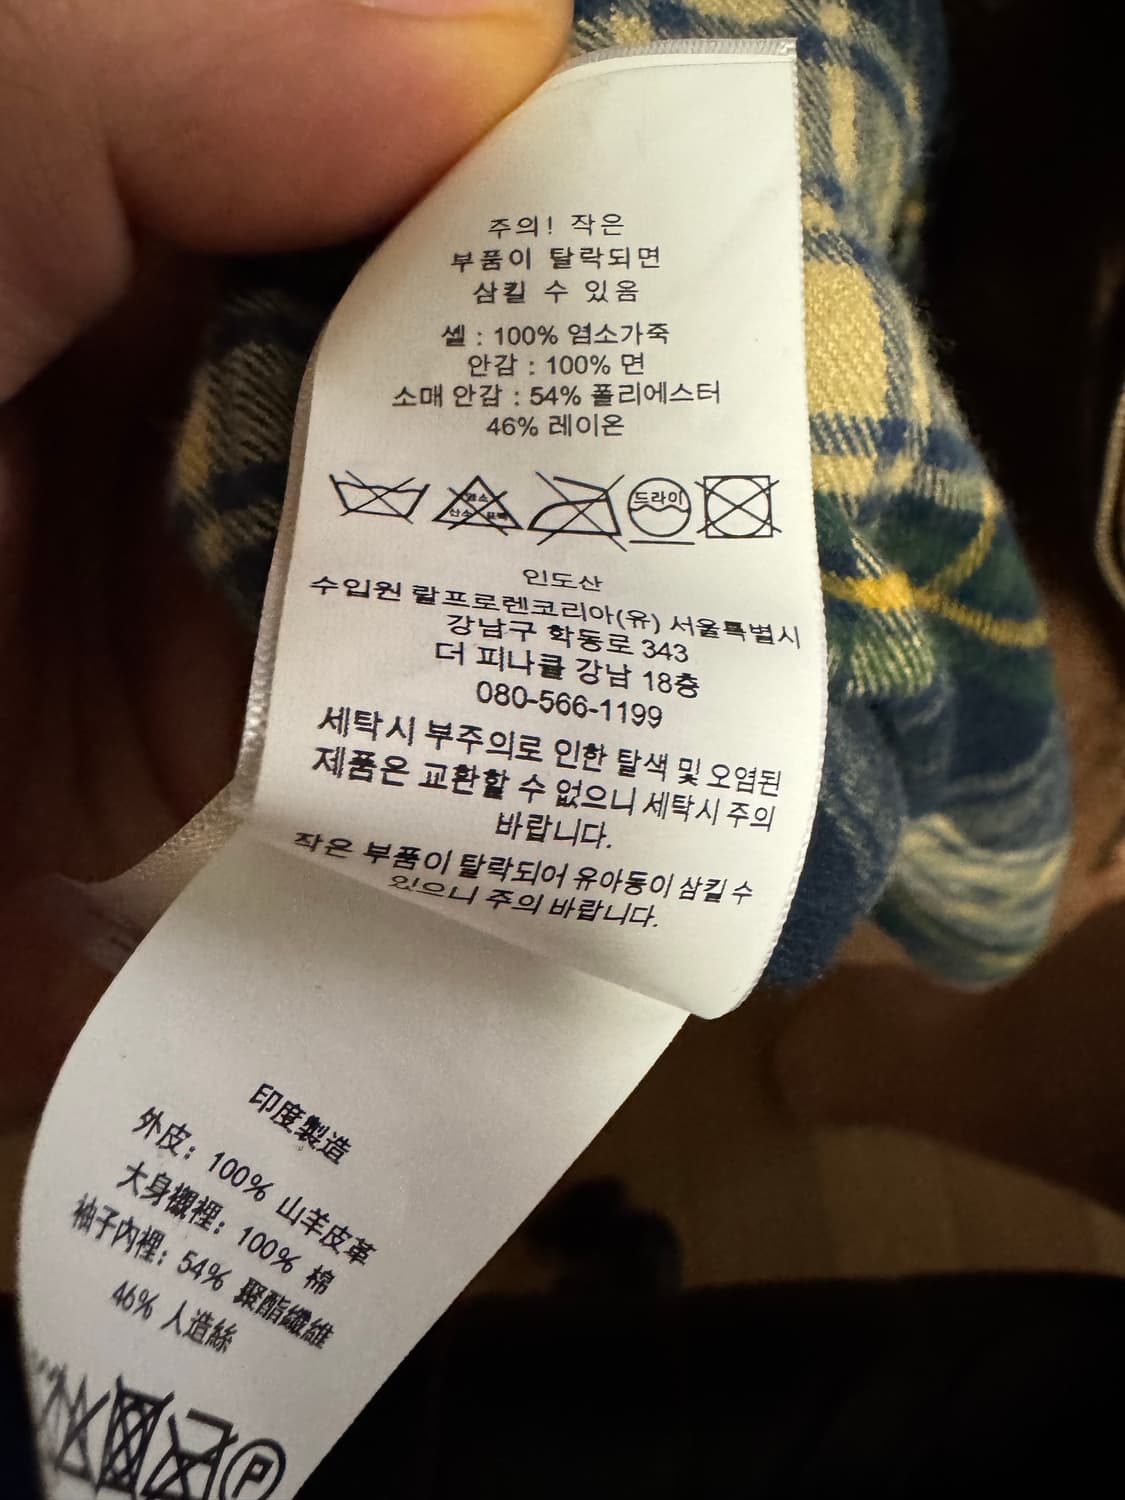 주의! 작은
부품이 탈락되면
삼킬 수 있음
셸 : 100% 염소가죽
안감 : 100% 면
소매 안감 : 54% 폴리에스터
46% 레이온
염소
산소 표백
드라이
인도산
수입원 랄프로렌코리아(유) 서울특별시
강남구 학동로 343
더 피나클 강남 18층
080-566-1199
세탁시 부주의로 인한 탈색 및 오염된
제품은 교환할 수 없으니 세탁시 주의
바랍니다.
작은 부품이 탈락되어 유아동이 삼킬 수
있으니 주의 바랍니다.
印度製造
外皮: 100% 山羊皮革
大身襯裡: 100% 棉
袖子內裡: 54% 聚酯纖維
46% 人造絲
P